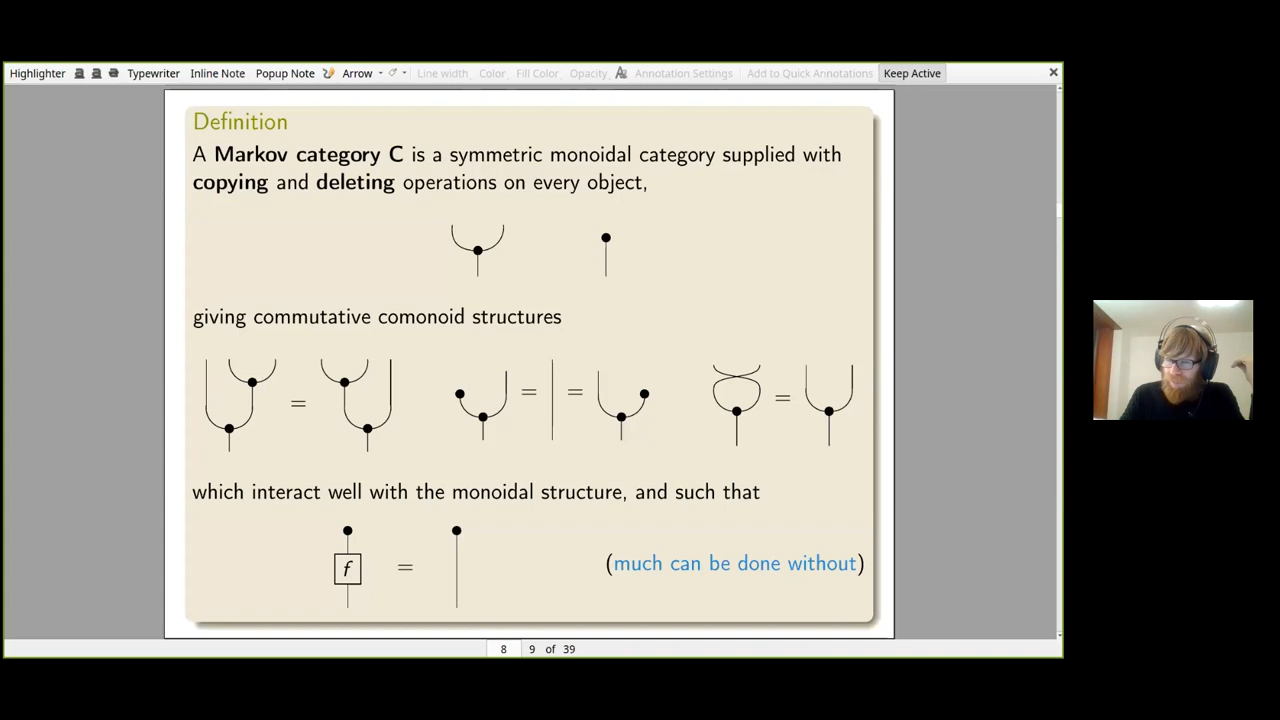 Highlighter Typewriter Inline Note Popup Note Arrow Line width Color Fill Color Opacity Annotation Settings Add to Quick Annotations Keep Active
Definition
A Markov category C is a symmetric monoidal category supplied with
copying and deleting operations on every object,
giving commutative comonoid structures
= = = =
which interact well with the monoidal structure, and such that
f = (much can be done without)
8 9 of 39